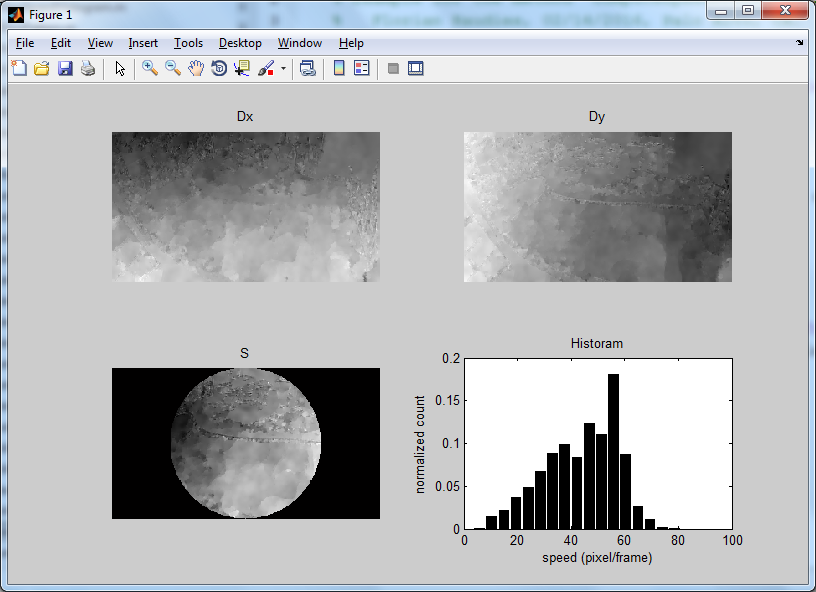 Figure 1
File Edit View Insert Tools Desktop Window Help
Dx
Dy
S
Historam
0.2
0.15
0.1
0.05
0
normalized count
0 20 40 60 80 100
speed (pixel/frame)